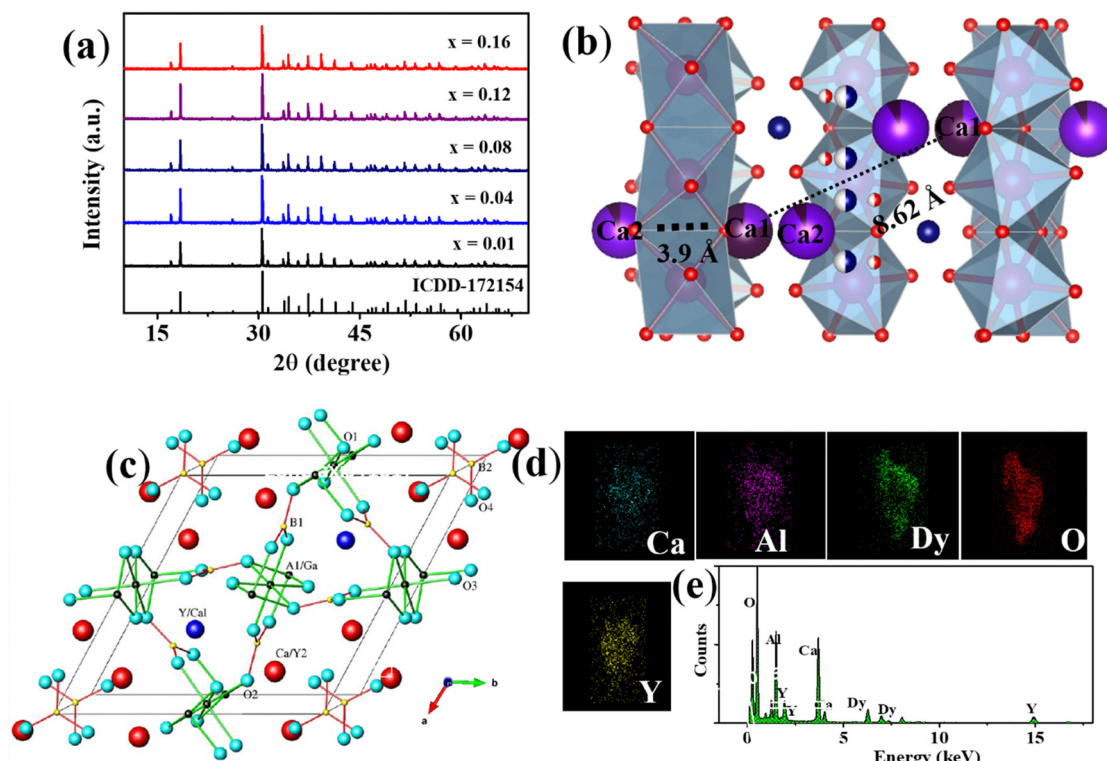 (a)
x = 0.16
x = 0.12
x = 0.08
x = 0.04
x = 0.01
ICDD-172154
Intensity (a.u.)
15 30 45 60
2θ (degree)
(b)
Ca1
Ca2 Ca1 Ca2
3.9 Å
8.62 Å
(c)
O1
B2
O4
B1
A1/Ga
O3
Y/Ca1
Ca/Y2
O2
b
a
(d)
Ca Al Dy O
Y
(e)
Counts
O
Al
Ca
Y
Y
Dy
Dy
Y
0 5 10 15
Energy (keV)